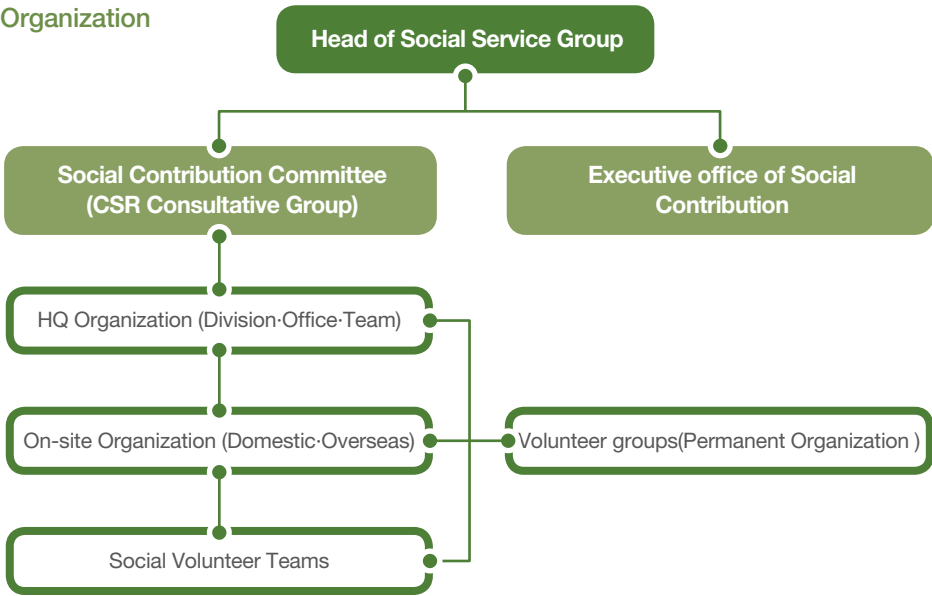 Organization
Head of Social Service Group
Social Contribution Committee
(CSR Consultative Group)
Executive office of Social
Contribution
HQ Organization (Division·Office·Team)
On-site Organization (Domestic·Overseas)
Volunteer groups(Permanent Organization )
Social Volunteer Teams